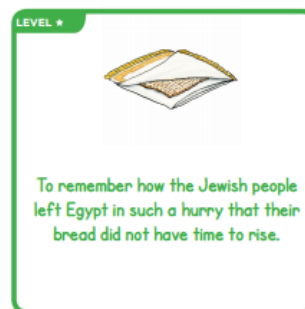 LEVEL ★
To remember how the Jewish people
left Egypt in such a hurry that their
bread did not have time to rise.